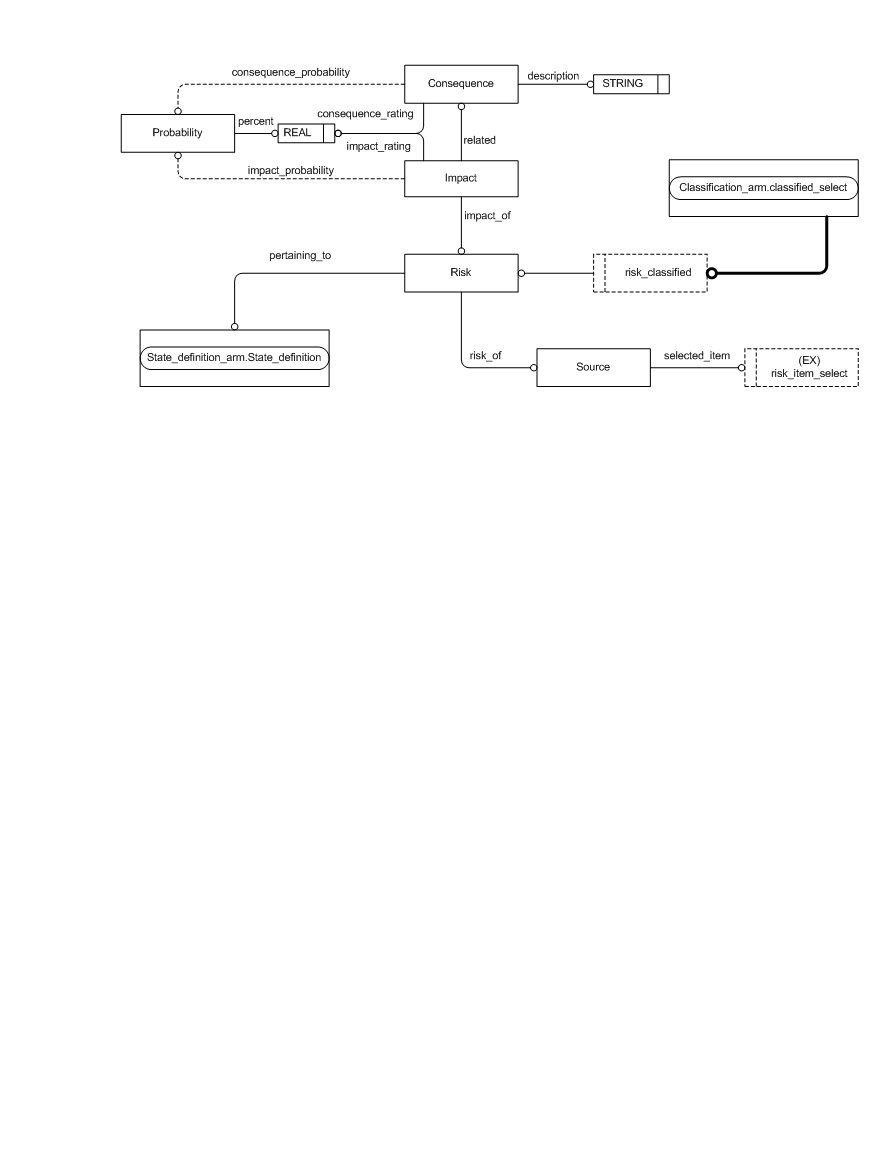 consequence_probability
Consequence
description
STRING
Probability
percent
REAL
consequence_rating
impact_rating
related
impact_probability
Impact
Classification_arm.classified_select
impact_of
pertaining_to
Risk
risk_classified
State_definition_arm.State_definition
risk_of
Source
selected_item
(EX)
risk_item_select